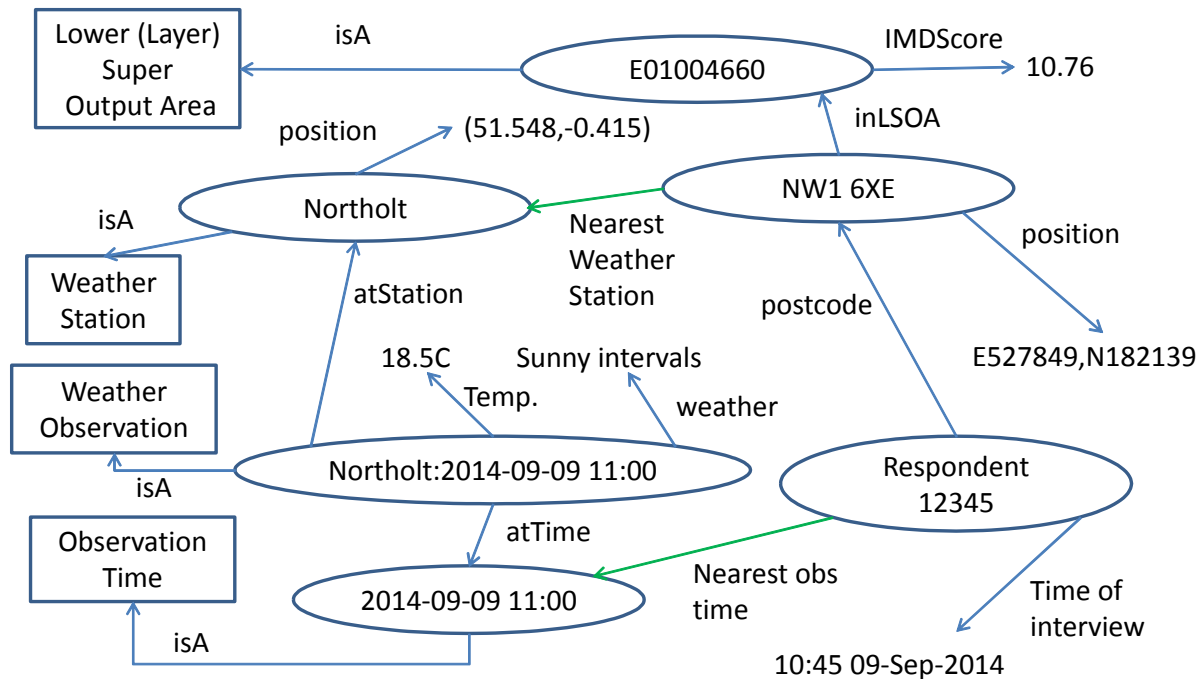 Lower (Layer)
Super
Output Area
isA
E01004660
IMDScore
10.76
inLSOA
position
(51.548,-0.415)
Northolt
NW1 6XE
isA
Nearest
Weather
Station
position
Weather
Station
atStation
postcode
E527849,N182139
18.5C
Sunny intervals
Temp.
weather
Weather
Observation
isA
Northolt:2014-09-09 11:00
Respondent
12345
Observation
Time
atTime
Nearest obs
time
2014-09-09 11:00
isA
Time of
interview
10:45 09-Sep-2014